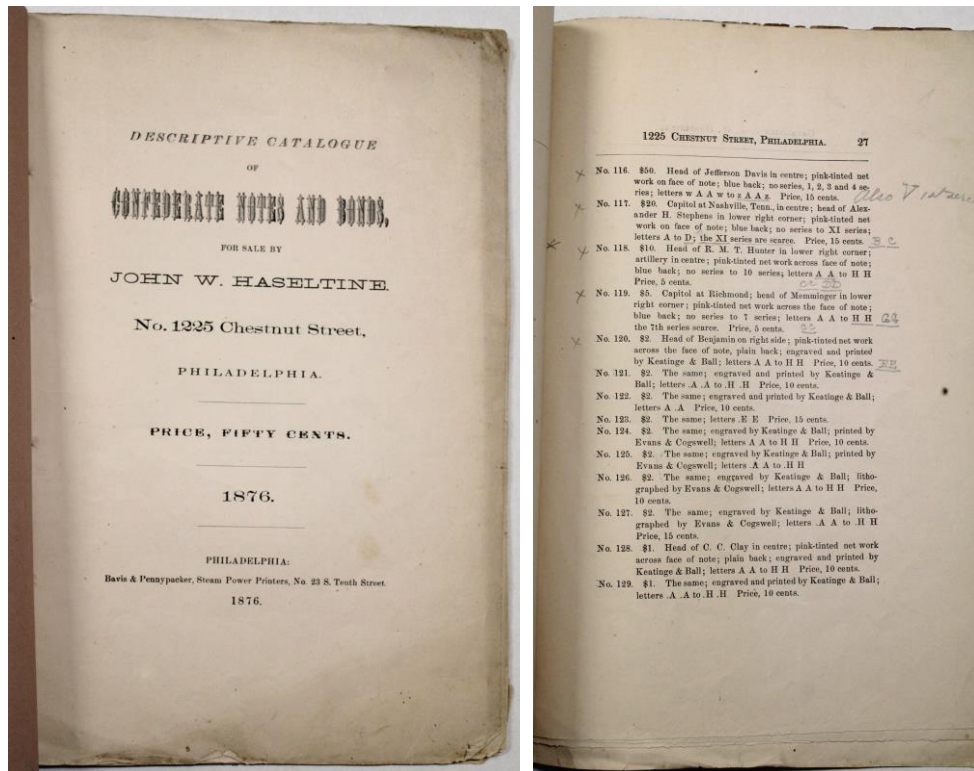 DESCRIPTIVE CATALOGUE
OF
CONFEDERATE NOTES AND BONDS,
FOR SALE BY
JOHN W. HASELTINE.
No. 1225 Chestnut Street,
PHILADELPHIA.
PRICE, FIFTY CENTS.
1876.
PHILADELPHIA:
Bavis & Pennypacker, Steam Power Printers, No. 23 S. Tenth Street.
1876.
1225 CHESTNUT STREET, PHILADELPHIA. 27
x No. 116. $50. Head of Jefferson Davis in centre; pink-tinted net
work on face of note; blue back; no series, 1, 2, 3 and 4 se-
ries; letters w A A w to z A A z. Price, 15 cents. Also
x No. 117. $20. Capitol at Nashville, Tenn., in centre; head of Alex-
ander H. Stephens in lower right corner; pink-tinted net
work on face of note; blue back; no series to XI series;
letters A to D; the XI series are scarce. Price, 15 cents. B. C
x x No. 118. $10. Head of R. M. T. Hunter in lower right corner;
artillery in centre; pink-tinted net work across face of note;
blue back; no series to 10 series; letters A A to H H
Price, 5 cents.
x No. 119. $5. Capitol at Richmond; head of Memminger in lower
right corner; pink-tinted net work across the face of note;
blue back; no series to 7 series; letters A A to H H GG
the 7th series scarce. Price, 5 cents.
x No. 120. $2. Head of Benjamin on right side; pink-tinted net work
across the face of note, plain back; engraved and printed
by Keatinge & Ball; letters A A to H H Price, 10 cents.
No. 121. $2. The same; engraved and printed by Keatinge &
Ball; letters .A .A to .H .H Price, 10 cents.
No. 122. $2. The same; engraved and printed by Keatinge & Ball;
letters A .A Price, 10 cents.
No. 123. $2. The same; letters .E E Price, 15 cents.
No. 124. $2. The same; engraved by Keatinge & Ball; printed by
Evans & Cogswell; letters A A to H H Price, 10 cents.
No. 125. $2. The same; engraved by Keatinge & Ball; printed by
Evans & Cogswell; letters .A A to .H H
No. 126. $2. The same; engraved by Keatinge & Ball; litho-
graphed by Evans & Cogswell; letters A A to H H Price,
10 cents.
No. 127. $2. The same; engraved by Keatinge & Ball; litho-
graphed by Evans & Cogswell; letters .A A to .H H
Price, 15 cents.
No. 128. $1. Head of C. C. Clay in centre; pink-tinted net work
across face of note; plain back; engraved and printed by
Keatinge & Ball; letters A A to H H Price, 10 cents.
No. 129. $1. The same; engraved and printed by Keatinge & Ball;
letters .A .A to .H .H Price, 10 cents.